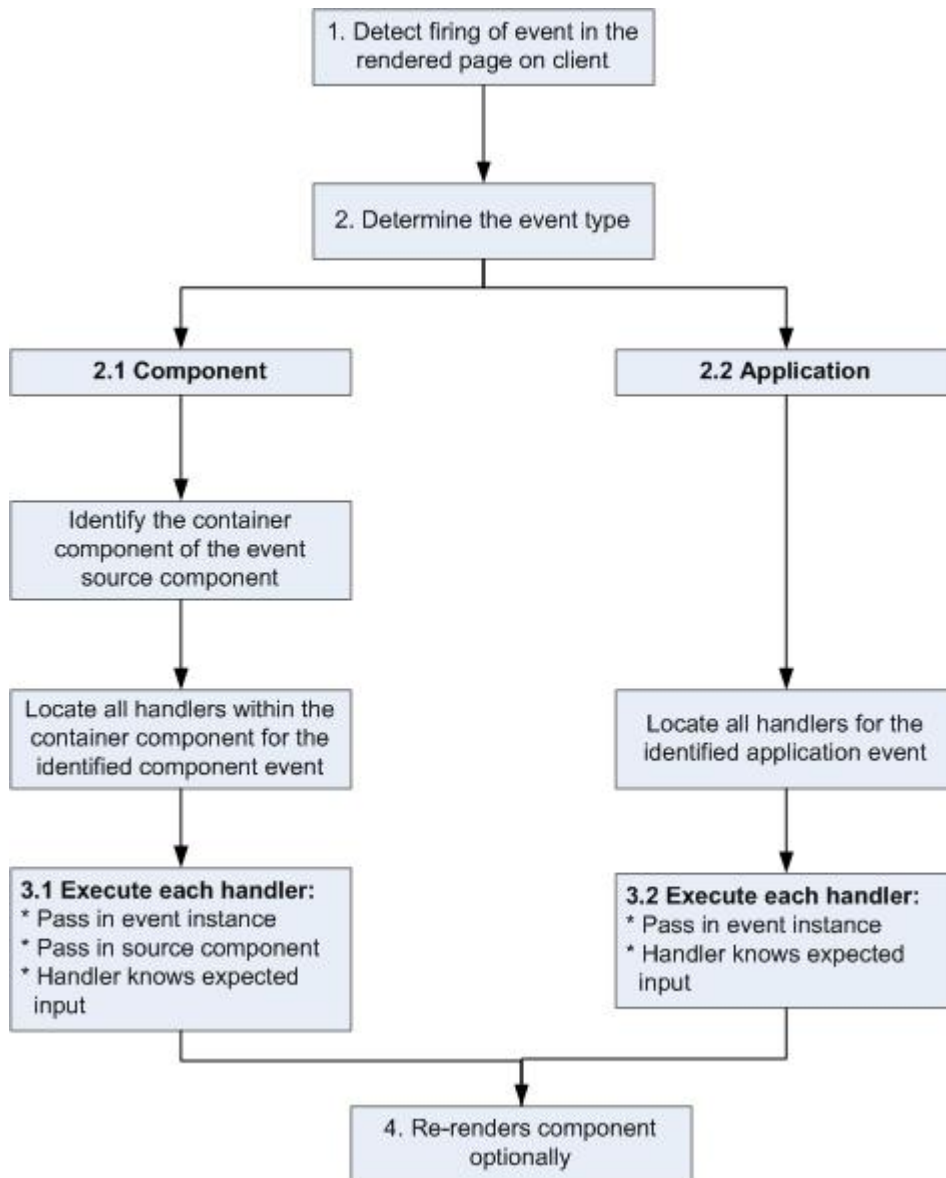 1. Detect firing of event in the
rendered page on client
2. Determine the event type
2.1 Component
2.2 Application
Identify the container
component of the event
source component
Locate all handlers within the
container component for the
identified component event
Locate all handlers for the
identified application event
3.1 Execute each handler:
* Pass in event instance
* Pass in source component
* Handler knows expected
input
3.2 Execute each handler:
* Pass in event instance
* Handler knows expected
input
4. Re-renders component
optionally